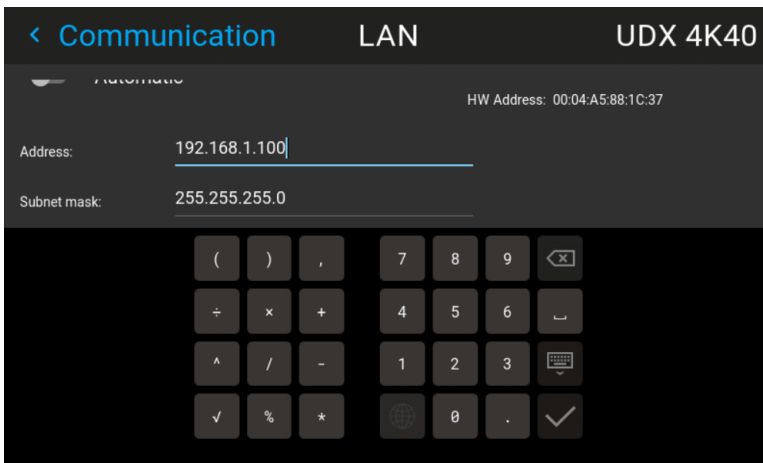 < Communication LAN UDX 4K40
Automatic
HW Address: 00:04:A5:88:1C:37
Address: 192.168.1.100
Subnet mask: 255.255.255.0
( ) , 7 8 9
÷ × + 4 5 6
^ / - 1 2 3
√ % * 0 .